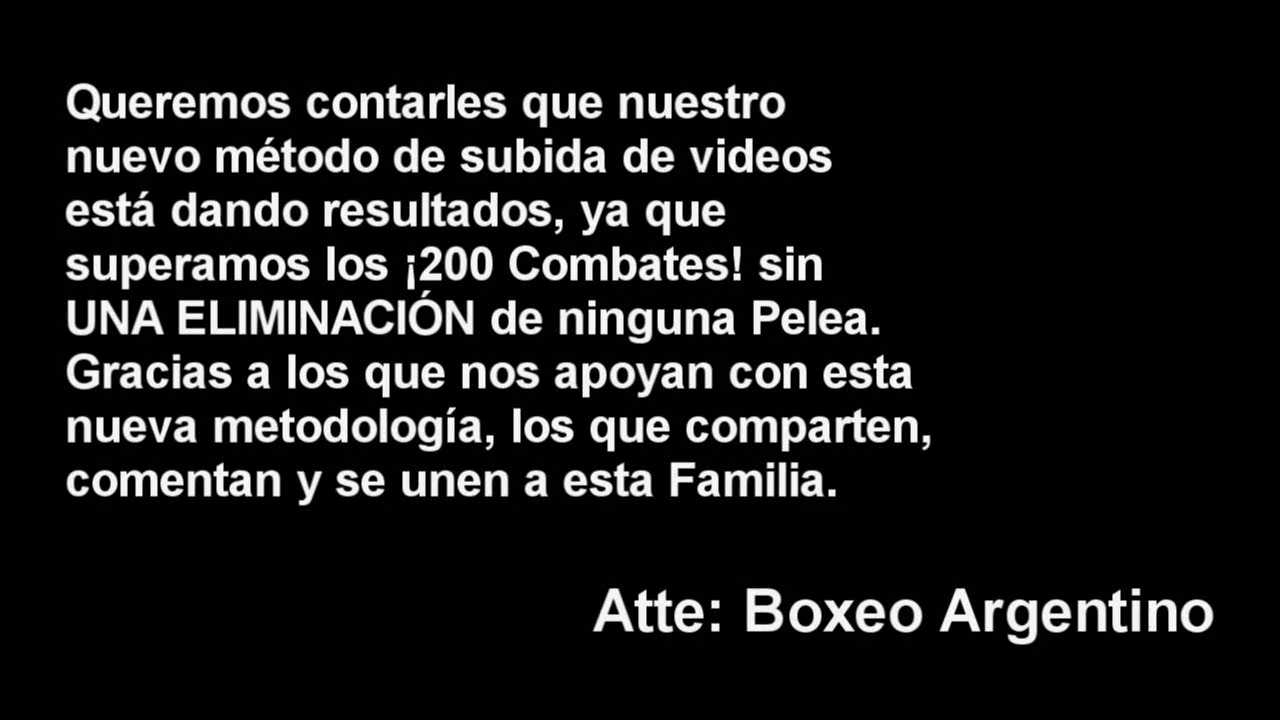 Queremos contarles que nuestro
nuevo método de subida de videos
está dando resultados, ya que
superamos los ¡200 Combates! sin
UNA ELIMINACIÓN de ninguna Pelea.
Gracias a los que nos apoyan con esta
nueva metodología, los que comparten,
comentan y se unen a esta Familia.
Atte: Boxeo Argentino